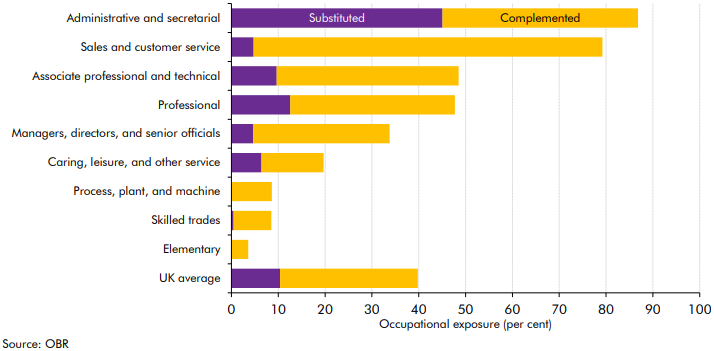 Administrative and secretarial
Substituted
Complemented
Sales and customer service
Associate professional and technical
Professional
Managers, directors, and senior officials
Caring, leisure, and other service
Process, plant, and machine
Skilled trades
Elementary
UK average
0 10 20 30 40 50 60 70 80 90 100
Occupational exposure (per cent)
Source: OBR